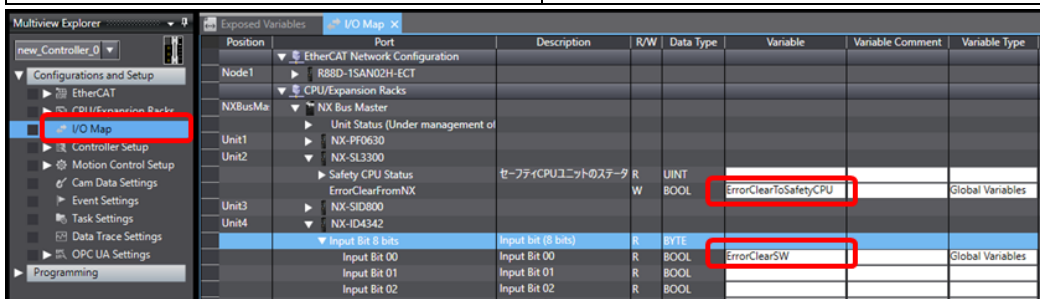 Multiview Explorer
Exposed Variables I/O Map
new_Controller_0
Position Port Description R/W Data Type Variable Variable Comment Variable Type
EtherCAT Network Configuration
Configurations and Setup
Node1 R88D-1SAN02H-ECT
EtherCAT
CPU/Expansion Racks
CPU/Expansion Racks
NXBusMa: NX Bus Master
I/O Map
Unit Status (Under management of
Controller Setup
Unit1 NX-PF0630
Motion Control Setup
Unit2 NX-SL3300
Cam Data Settings
Safety CPU Status セーフティCPUユニットのステータ R UINT
Event Settings
ErrorClearFromNX W BOOL ErrorClearToSafetyCPU Global Variables
Task Settings
Unit3 NX-SID800
Unit4 NX-ID4342
Data Trace Settings
Input Bit 8 bits Input bit (8 bits) R BYTE
OPC UA Settings
Input Bit 00 Input Bit 00 R BOOL ErrorClearSW Global Variables
Programming
Input Bit 01 Input Bit 01 R BOOL
Input Bit 02 Input Bit 02 R BOOL